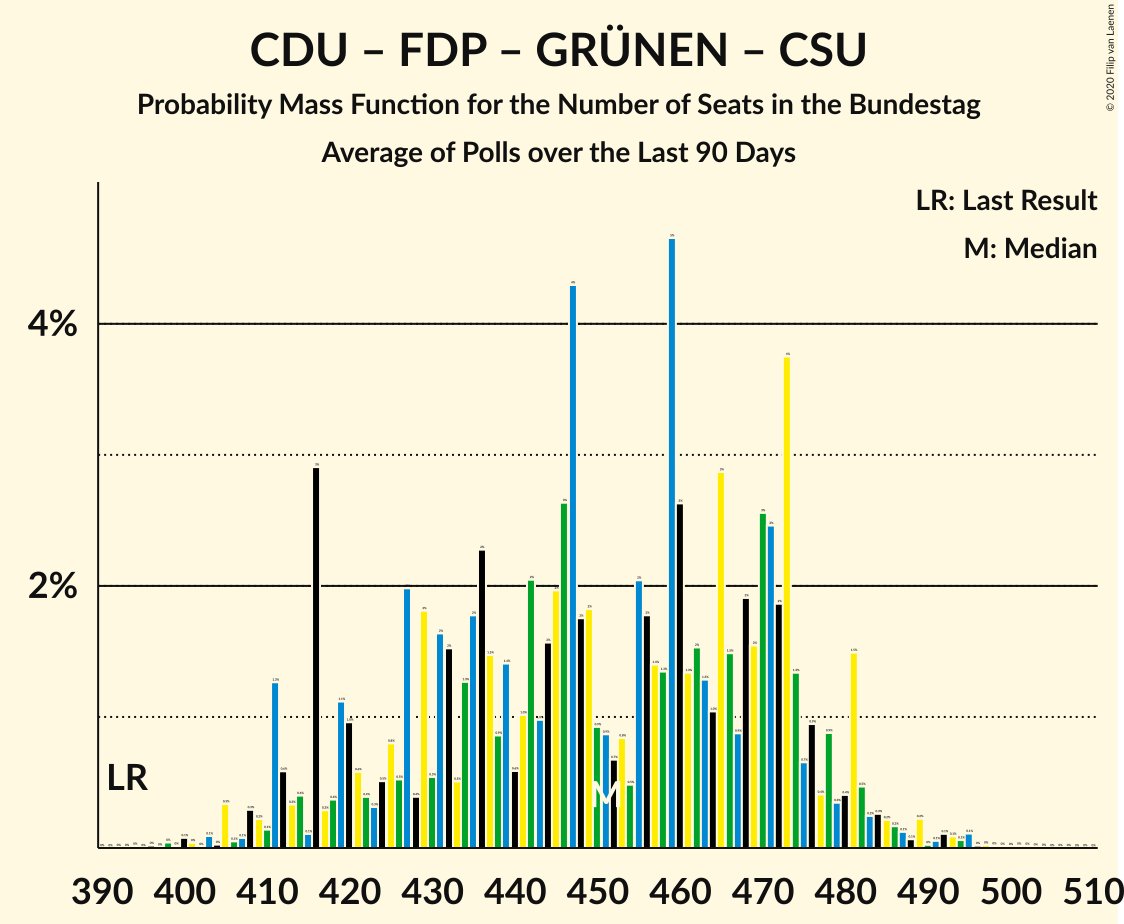 CDU – FDP – GRÜNEN – CSU
Probability Mass Function for the Number of Seats in the Bundestag
Average of Polls over the Last 90 Days
© 2020 Filip van Laenen
LR: Last Result
M: Median
4%
2%
LR
M
390 400 410 420 430 440 450 460 470 480 490 500 510